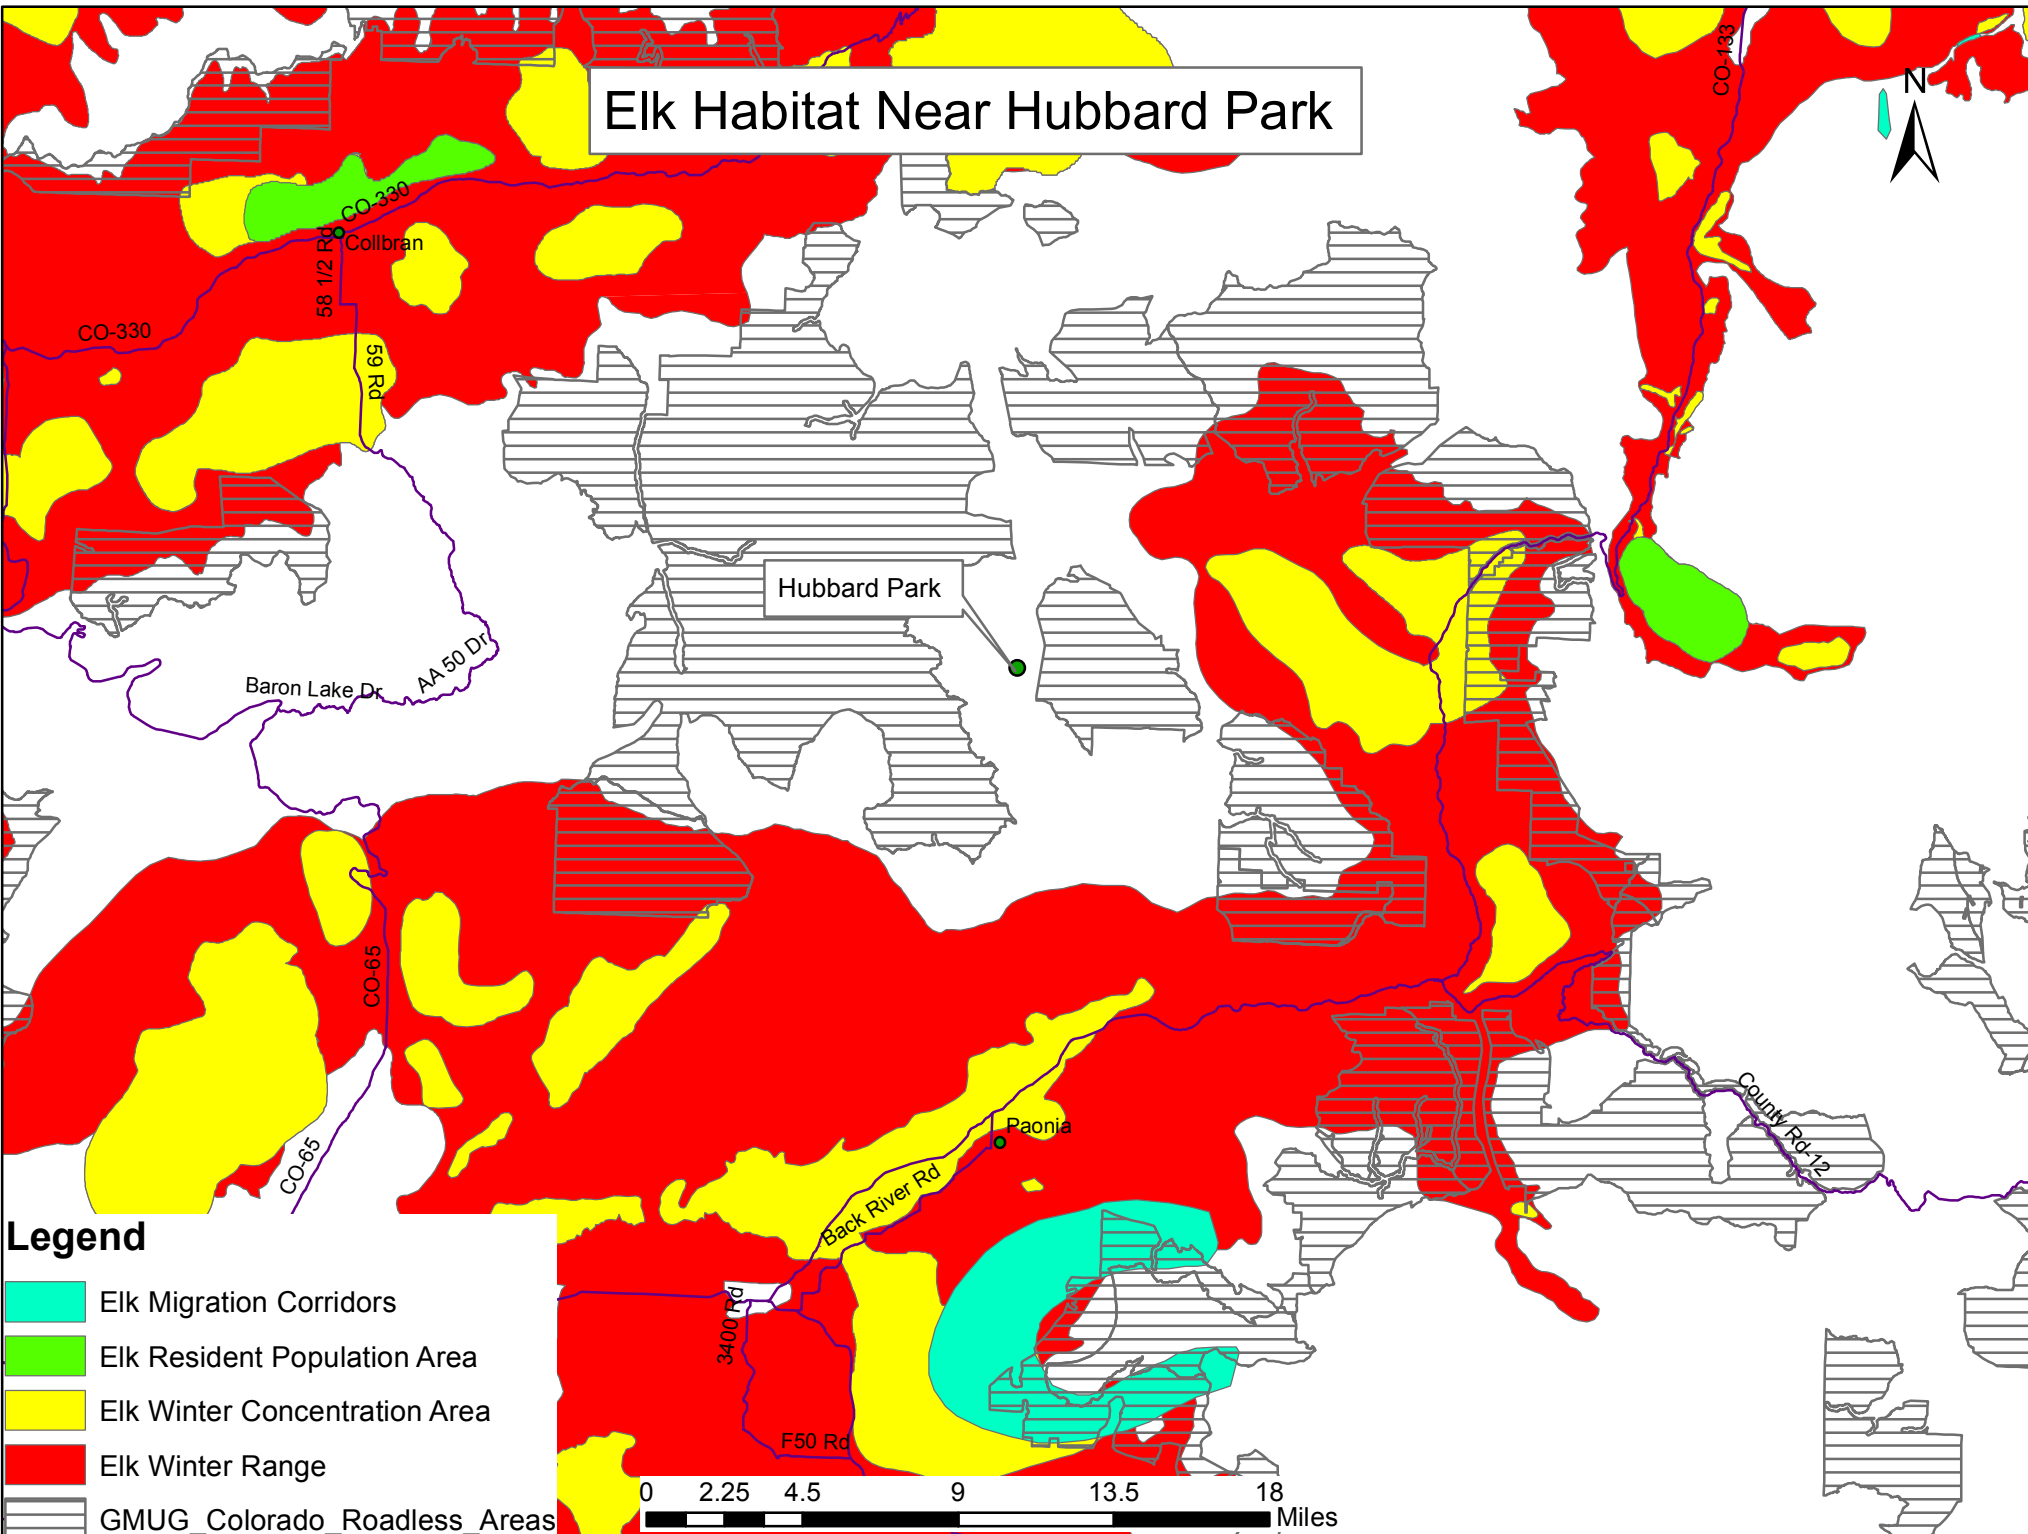 Elk Habitat Near Hubbard Park
CO-133
N
CO-330
Collbran
58 1/2 Rd
CO-330
59 Rd
Hubbard Park
AA 50 Dr
Baron Lake Dr
CO-65
CO-65
County Rd-12
Paonia
Back River Rd
3400 Rd
F50 Rd
Legend
Elk Migration Corridors
Elk Resident Population Area
Elk Winter Concentration Area
Elk Winter Range
GMUG_Colorado_Roadless_Areas
0 2.25 4.5 9 13.5 18
Miles